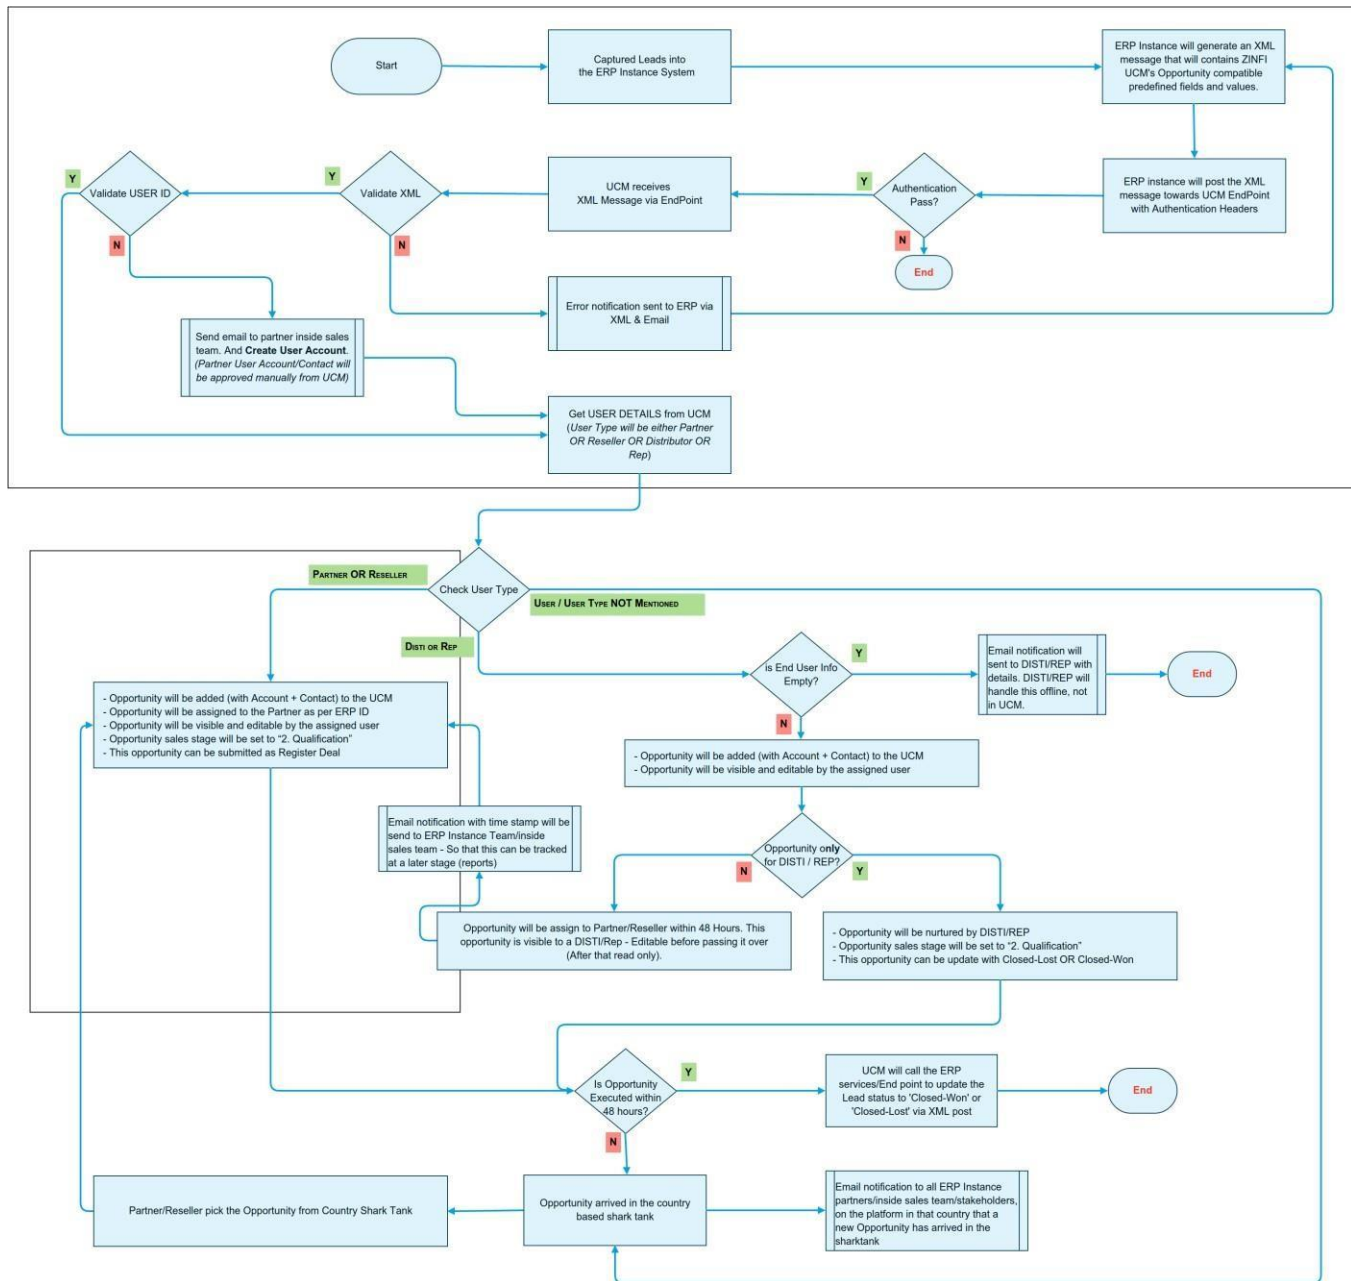 Start
Captured Leads into
the ERP Instance System
ERP Instance will generate an XML
message that will contains ZINFI
UCM's Opportunity compatible
predefined fields and values.
Y
Validate USER ID
N
Y
Validate XML
N
UCM receives
XML Message via EndPoint
Y
Authentication
Pass?
N
End
ERP instance will post the XML
message towards UCM EndPoint
with Authentication Headers
Error notification sent to ERP via
XML & Email
Send email to partner inside sales
team. And Create User Account.
(Partner User Account/Contact will
be approved manually from UCM)
Get USER DETAILS from UCM
(User Type will be either Partner
OR Reseller OR Distributor OR
Rep)
PARTNER OR RESELLER
Check User Type
USER / USER TYPE NOT MENTIONED
DISTI OR REP
is End User Info
Empty?
Y
N
Email notification will
sent to DISTI/REP with
details. DISTI/REP will
handle this offline, not
in UCM.
End
- Opportunity will be added (with Account + Contact) to the UCM
- Opportunity will be assigned to the Partner as per ERP ID
- Opportunity will be visible and editable by the assigned user
- Opportunity sales stage will be set to “2. Qualification”
- This opportunity can be submitted as Register Deal
- Opportunity will be added (with Account + Contact) to the UCM
- Opportunity will be visible and editable by the assigned user
Email notification with time stamp will be
send to ERP Instance Team/inside
sales team - So that this can be tracked
at a later stage (reports)
Opportunity only
for DISTI / REP?
N
Y
Opportunity will be assign to Partner/Reseller within 48 Hours. This
opportunity is visible to a DISTI/Rep - Editable before passing it over
(After that read only).
- Opportunity will be nurtured by DISTI/REP
- Opportunity sales stage will be set to “2. Qualification”
- This opportunity can be update with Closed-Lost OR Closed-Won
Is Opportunity
Executed within
48 hours?
Y
N
UCM will call the ERP
services/End point to update the
Lead status to 'Closed-Won' or
'Closed-Lost' via XML post
End
Partner/Reseller pick the Opportunity from Country Shark Tank
Opportunity arrived in the country
based shark tank
Email notification to all ERP Instance
partners/inside sales team/stakeholders,
on the platform in that country that a
new Opportunity has arrived in the
sharktank